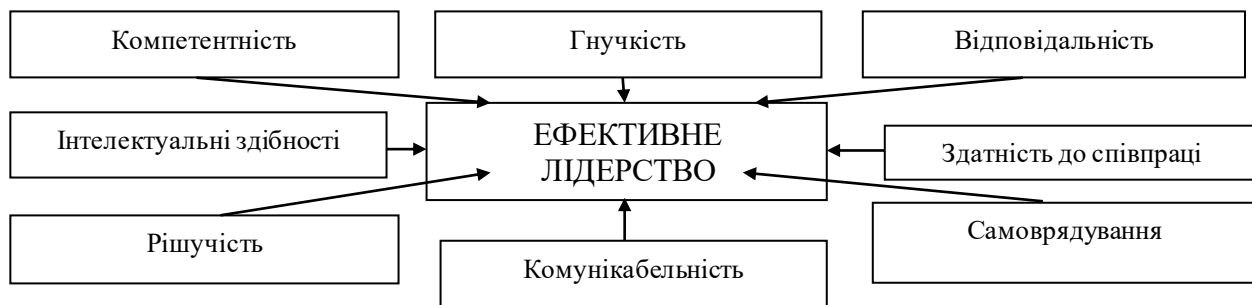 Компетентність
Гнучкість
Відповідальність
Інтелектуальні здібності
ЕФЕКТИВНЕ
ЛІДЕРСТВО
Здатність до співпраці
Рішучість
Комунікабельність
Самоврядування